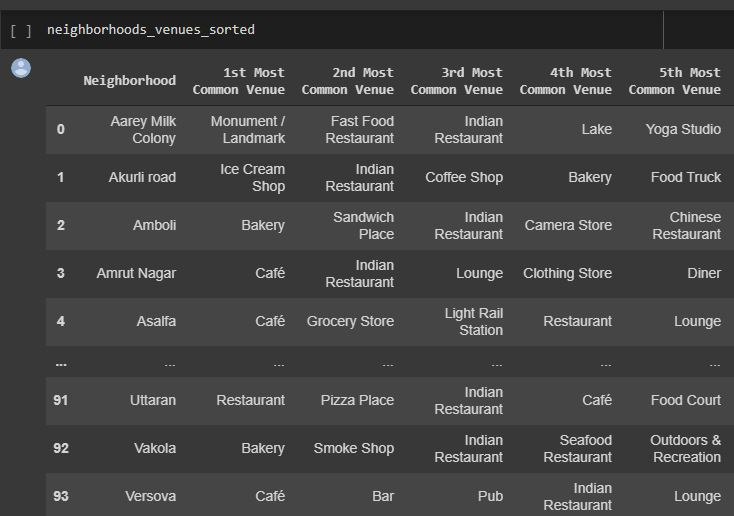 [ ] neighborhoods_venues_sorted
Neighborhood 1st Most Common Venue 2nd Most Common Venue 3rd Most Common Venue 4th Most Common Venue 5th Most Common Venue
0 Aarey Milk Colony Monument / Landmark Fast Food Restaurant Indian Restaurant Lake Yoga Studio
1 Akurli road Ice Cream Shop Indian Restaurant Coffee Shop Bakery Food Truck
2 Amboli Bakery Sandwich Place Indian Restaurant Camera Store Chinese Restaurant
3 Amrut Nagar Café Indian Restaurant Lounge Clothing Store Diner
4 Asalfa Café Grocery Store Light Rail Station Restaurant Lounge
... ... ... ... ... ... ...
91 Uttaran Restaurant Pizza Place Indian Restaurant Café Food Court
92 Vakola Bakery Smoke Shop Indian Restaurant Seafood Restaurant Outdoors & Recreation
93 Versova Café Bar Pub Indian Restaurant Lounge